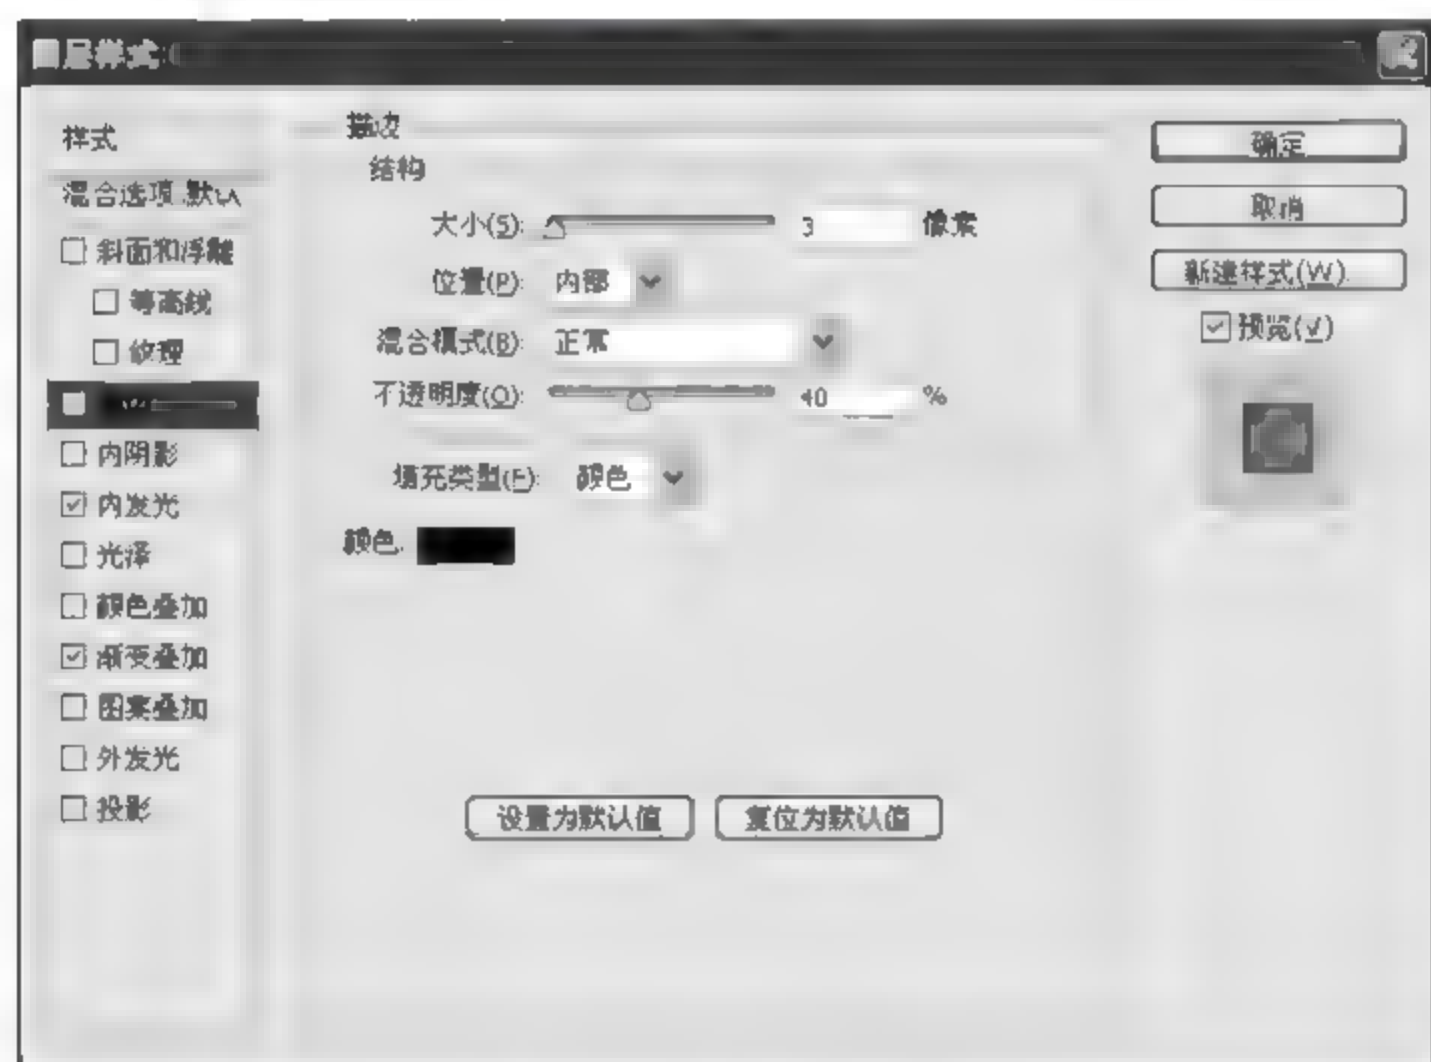 层样式
样式
混合选项:默认
斜面和浮雕
等高线
纹理
内阴影
内发光
光泽
颜色叠加
渐变叠加
图案叠加
外发光
投影
描边
结构
大小(S): 3 像素
位置(P): 内部
混合模式(B): 正常
不透明度(O): 40 %
填充类型(F): 颜色
颜色:
设置为默认值 复位为默认值
确定
取消
新建样式(W)...
预览(V)